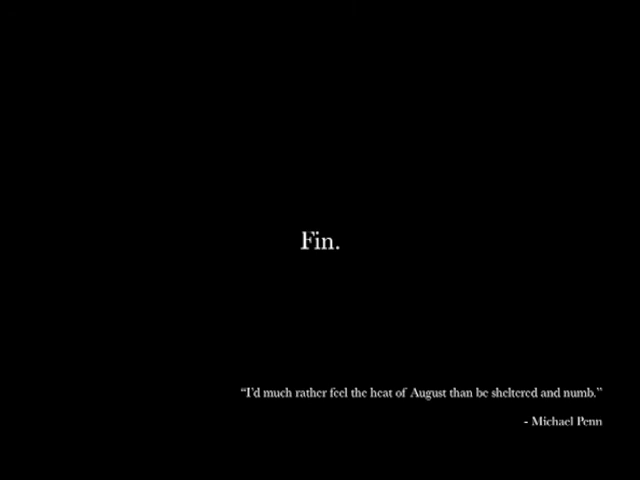 Fin.
“I’d much rather feel the heat of August than be sheltered and numb.”
- Michael Penn